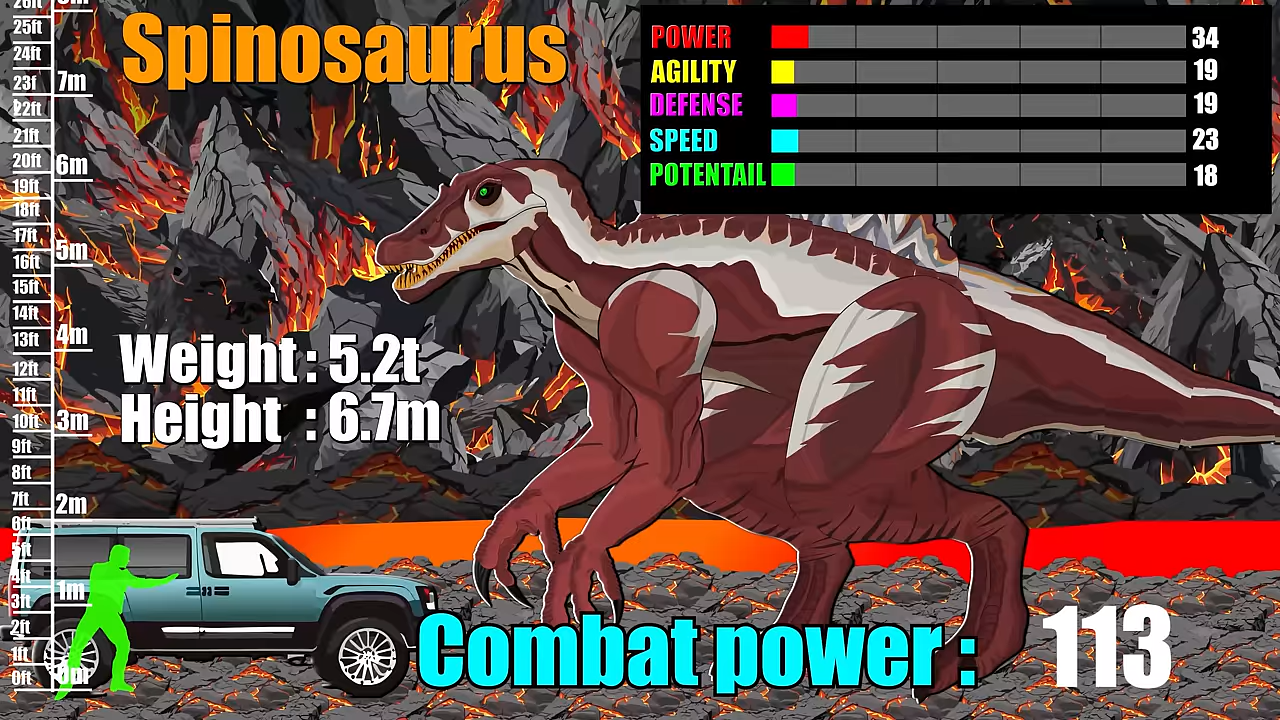 Spinosaurus
POWER 34
AGILITY 19
DEFENSE 19
SPEED 23
POTENTAIL 18
Weight : 5.2t
Height : 6.7m
Combat power : 113
25ft
24ft
23f
7m
22ft
21ft
20ft
6m
19ft
18ft
17ft
5m
16ft
15ft
14ft
4m
13ft
12ft
11ft
10ft
3m
9ft
8ft
7ft
2m
6ft
5ft
4ft
1m
3ft
2ft
1ft
0ft